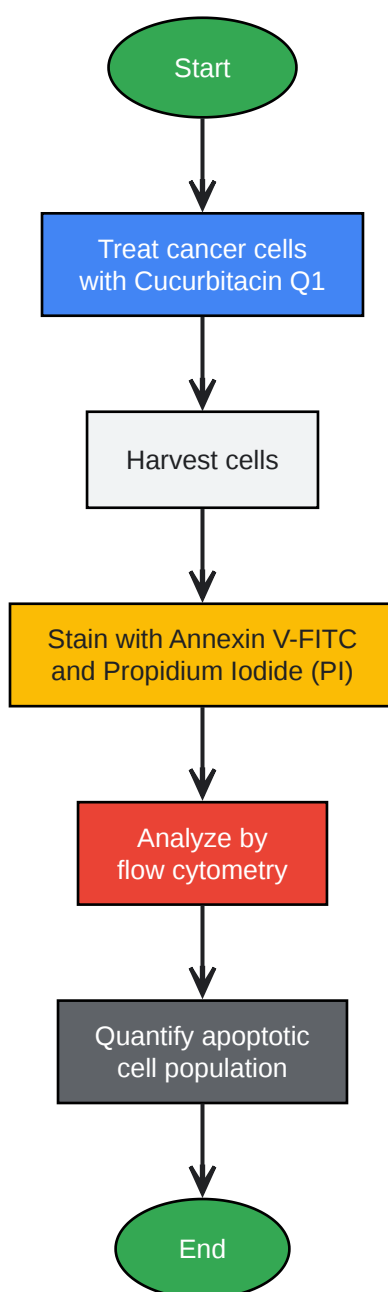 Start
Treat cancer cells
with Cucurbitacin Q1
Harvest cells
Stain with Annexin V-FITC
and Propidium Iodide (PI)
Analyze by
flow cytometry
Quantify apoptotic
cell population
End